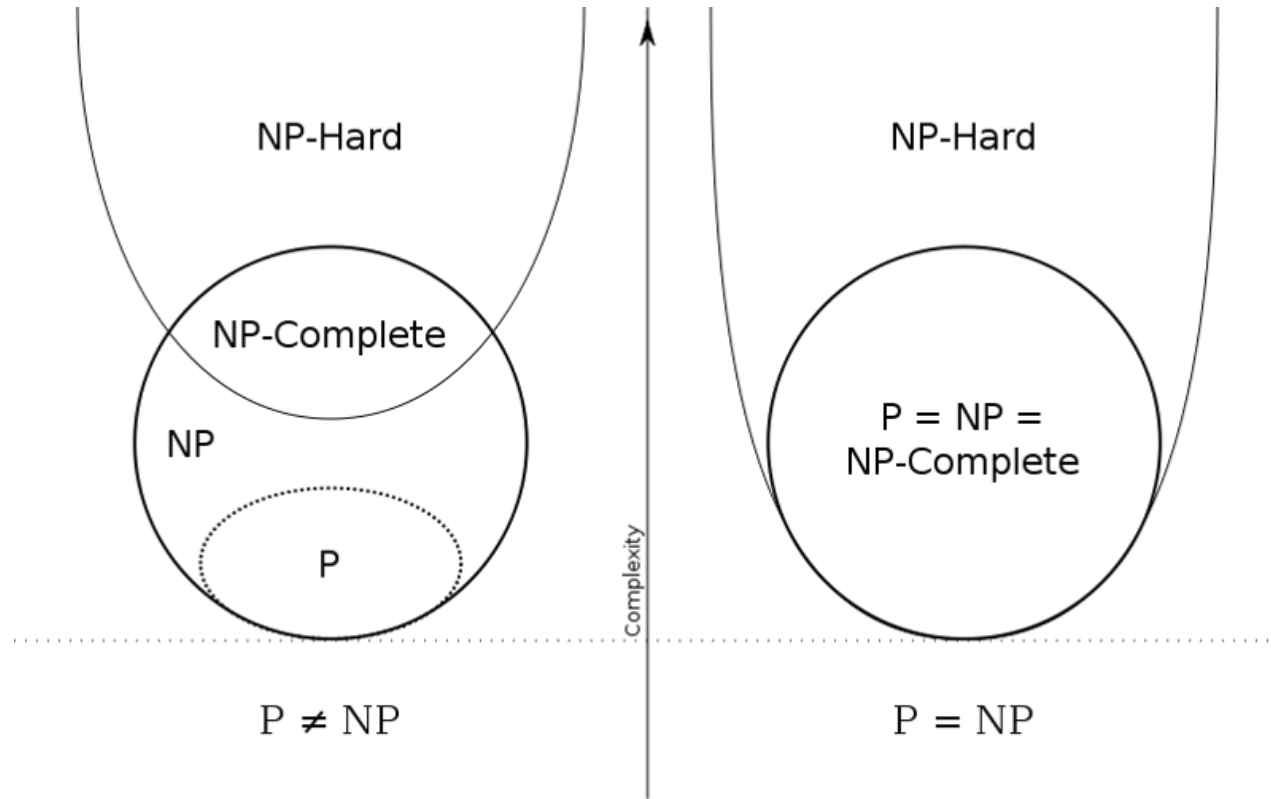 NP-Hard
NP-Complete
NP
P
P ≠ NP
Complexity
NP-Hard
P = NP =
NP-Complete
P = NP